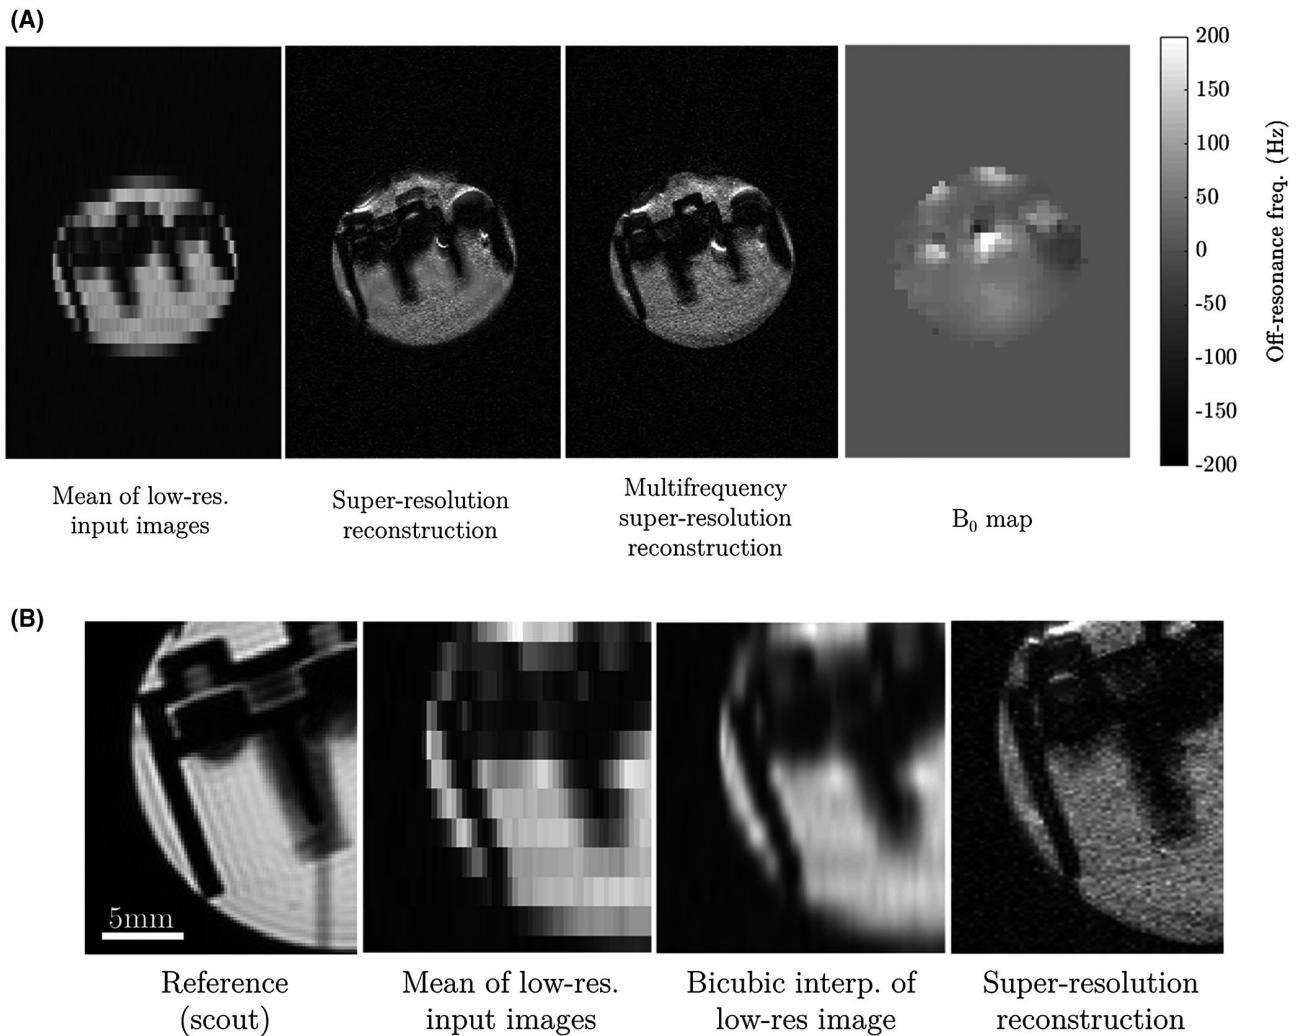 (A)
200
150
100
50
0
-50
-100
-150
-200
Off-resonance freq. (Hz)
Mean of low-res.
input images
Super-resolution
reconstruction
Multifrequency
super-resolution
reconstruction
B₀ map
(B)
5mm
Reference
(scout)
Mean of low-res.
input images
Bicubic interp. of
low-res image
Super-resolution
reconstruction